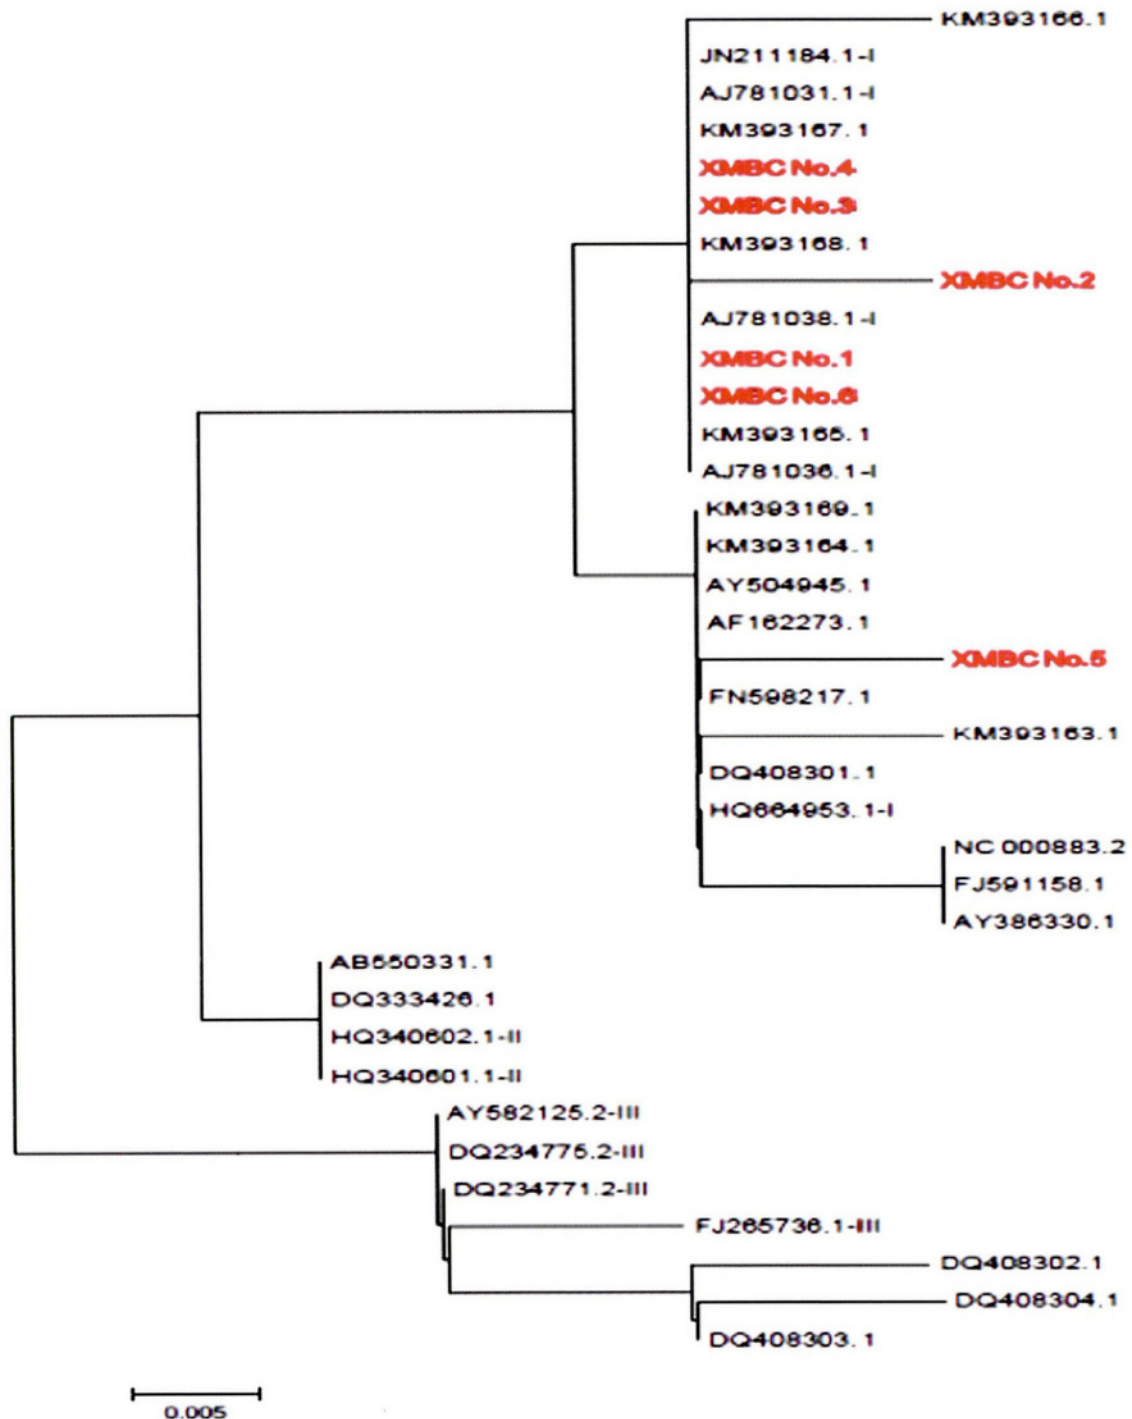 KM393166.1
JN211184.1-I
AJ781031.1-I
KM393167.1
XMBC No.4
XMBC No.3
KM393168.1
XMBC No.2
AJ781038.1-I
XMBC No.1
XMBC No.6
KM393165.1
AJ781036.1-I
KM393169.1
KM393164.1
AY504945.1
AF162273.1
XMBC No.5
FN598217.1
KM393163.1
DQ408301.1
HQ664953.1-I
NC 000883.2
FJ591158.1
AY386330.1
AB550331.1
DQ333426.1
HQ340602.1-II
HQ340601.1-II
AY582125.2-III
DQ234775.2-III
DQ234771.2-III
FJ265736.1-III
DQ408302.1
DQ408304.1
DQ408303.1
0.005